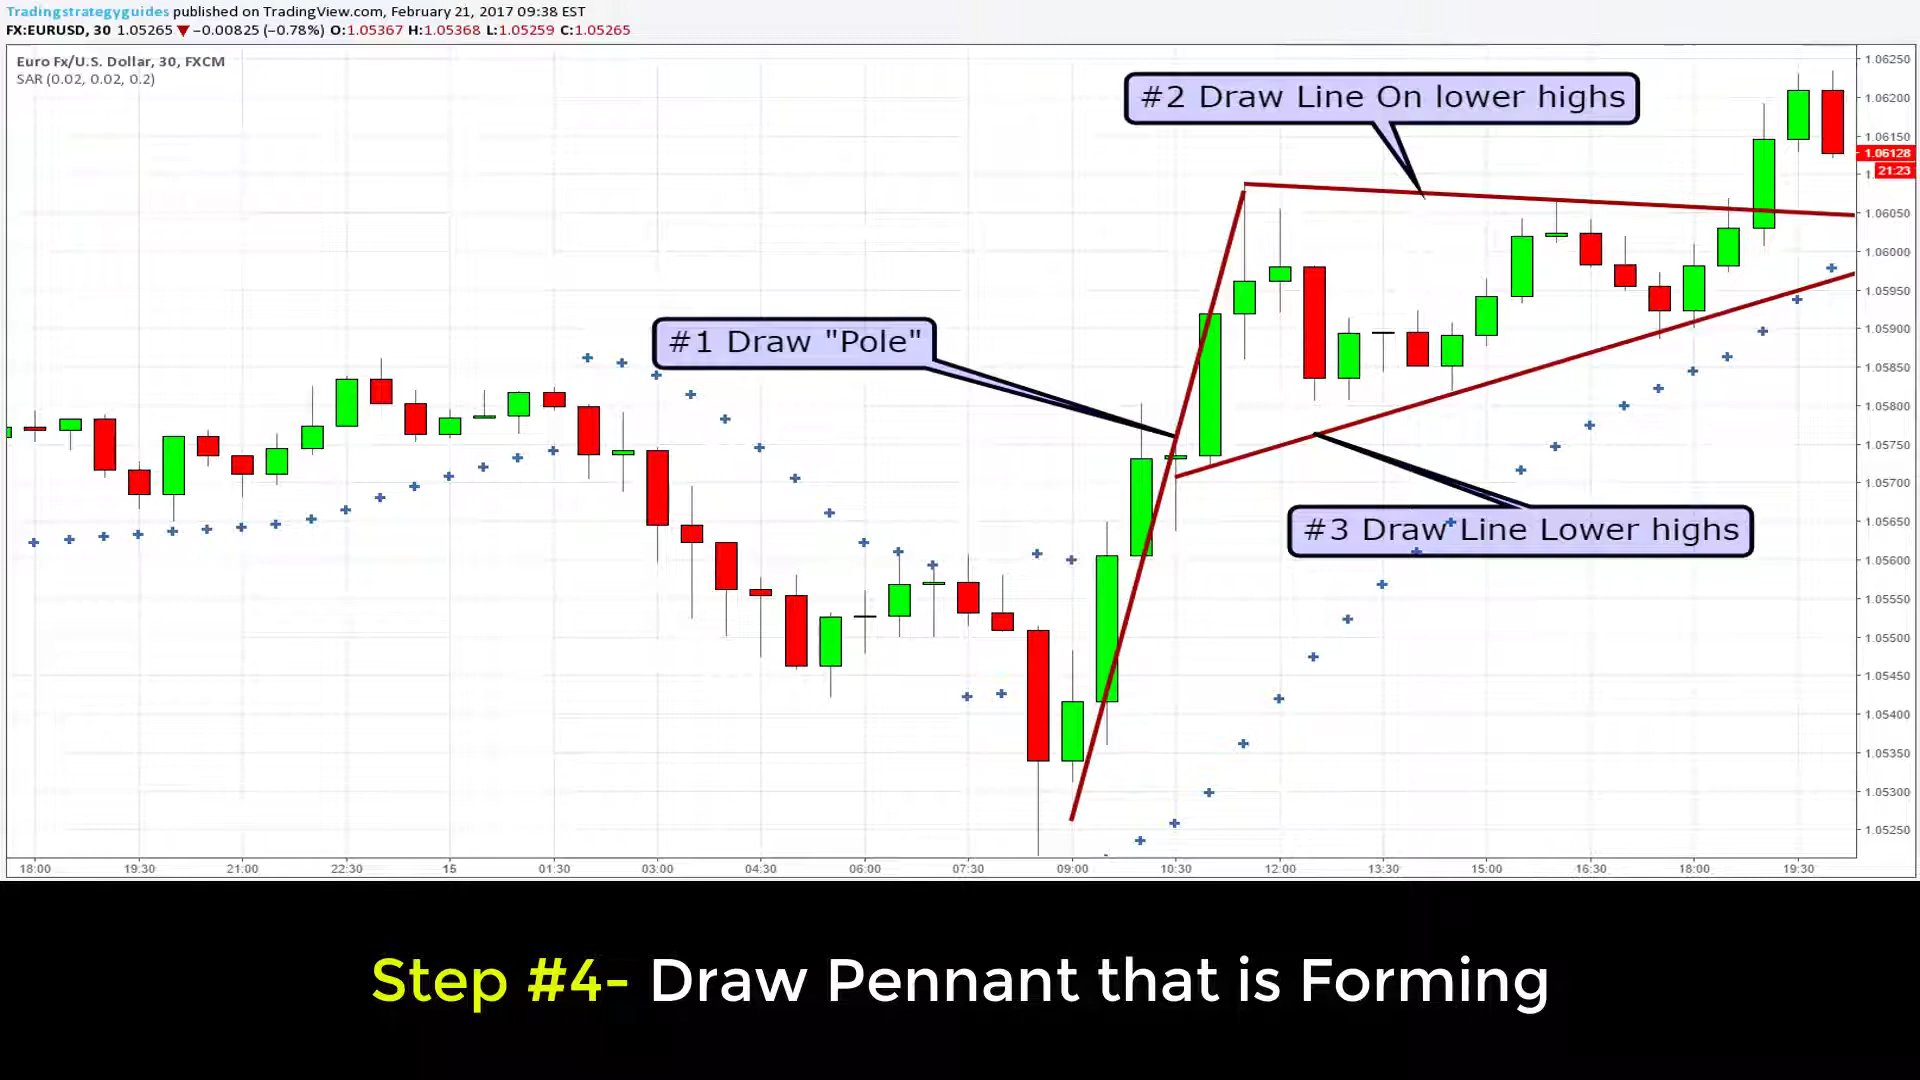 Tradingstrategyguides published on TradingView.com, February 21, 2017 09:38 EST
FX:EURUSD, 30 1.05265 ▼ −0.00825 (−0.78%) O:1.05367 H:1.05368 L:1.05259 C:1.05265
Euro Fx/U.S. Dollar, 30, FXCM
SAR (0.02, 0.02, 0.2)
#2 Draw Line On lower highs
#1 Draw "Pole"
#3 Draw Line Lower highs
1.06250
1.06200
1.06150
1.06128
21:23
1.06050
1.06000
1.05950
1.05900
1.05850
1.05800
1.05750
1.05700
1.05650
1.05600
1.05550
1.05500
1.05450
1.05400
1.05350
1.05300
1.05250
18:00 19:30 21:00 22:30 15 01:30 03:00 04:30 06:00 07:30 09:00 10:30 12:00 13:30 15:00 16:30 18:00 19:30
Step #4- Draw Pennant that is Forming